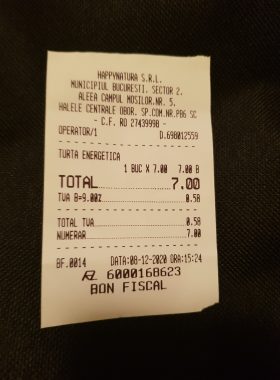 HAPPYNATURA S.R.L.
MUNICIPIUL BUCURESTI, SECTOR 2,
ALEEA CAMPUL MOSILOR,NR. 5,
HALELE CENTRALE OBOR, SP.COM.NR.P86 SC
- C.F. RO 27439998 -
OPERATOR/1 D.698012559
TURTA ENERGETICA
1 BUC X 7.00 7.00 B
TOTAL 7.00
TVA B=9.00% 0.58
TOTAL TVA 0.58
NUMERAR 7.00
BF.0014 DATA:08-12-2020 ORA:15:24
6000168623
BON FISCAL